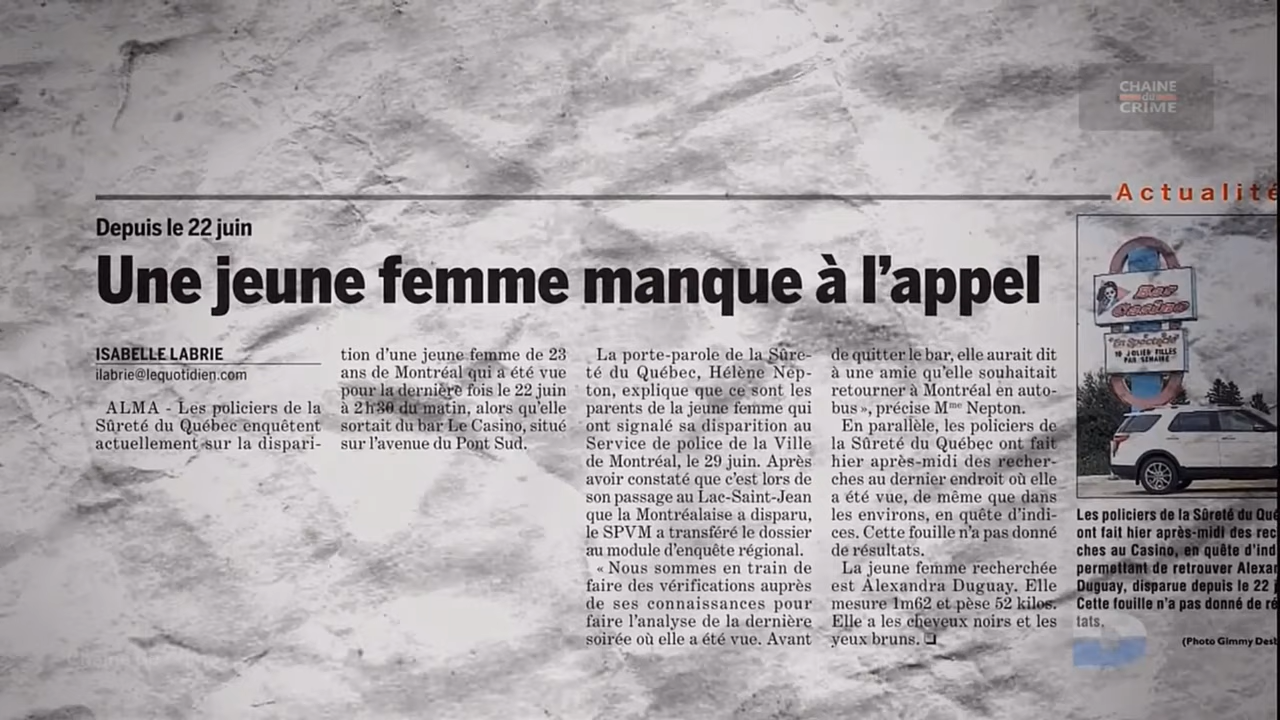 CHAINE
du
CRIME
Actualité
Depuis le 22 juin
Une jeune femme manque à l'appel
ISABELLE LABRIE
ilabrie@lequotidien.com
ALMA - Les policiers de la
Sûreté du Québec enquêtent
actuellement sur la dispari-
tion d'une jeune femme de 23
ans de Montréal qui a été vue
pour la dernière fois le 22 juin
à 2h30 du matin, alors qu'elle
sortait du bar Le Casino, situé
sur l'avenue du Pont Sud.
La porte-parole de la Sûre-
té du Québec, Hélène Nep-
ton, explique que ce sont les
parents de la jeune femme qui
ont signalé sa disparition au
Service de police de la Ville
de Montréal, le 29 juin. Après
avoir constaté que c'est lors de
son passage au Lac-Saint-Jean
que la Montréalaise a disparu,
le SPVM a transféré le dossier
au module d'enquête régional.
« Nous sommes en train de
faire des vérifications auprès
de ses connaissances pour
faire l'analyse de la dernière
soirée où elle a été vue. Avant
de quitter le bar, elle aurait dit
à une amie qu'elle souhaitait
retourner à Montréal en auto-
bus », précise Mme Nepton.
En parallèle, les policiers de
la Sûreté du Québec ont fait
hier après-midi des recher-
ches au dernier endroit où elle
a été vue, de même que dans
les environs, en quête d'indi-
ces. Cette fouille n'a pas donné
de résultats.
La jeune femme recherchée
est Alexandra Duguay. Elle
mesure 1m62 et pèse 52 kilos.
Elle a les cheveux noirs et les
yeux bruns. ❏
Bar
Casino
En Spectacle
10 JOLIES FILLES
PAR SEMAINE
Les policiers de la Sûreté du Qué
ont fait hier après-midi des rec
ches au Casino, en quête d'ind
permettant de retrouver Alexan
Duguay, disparue depuis le 22 j
Cette fouille n'a pas donné de ré
tats.
(Photo Gimmy Desb